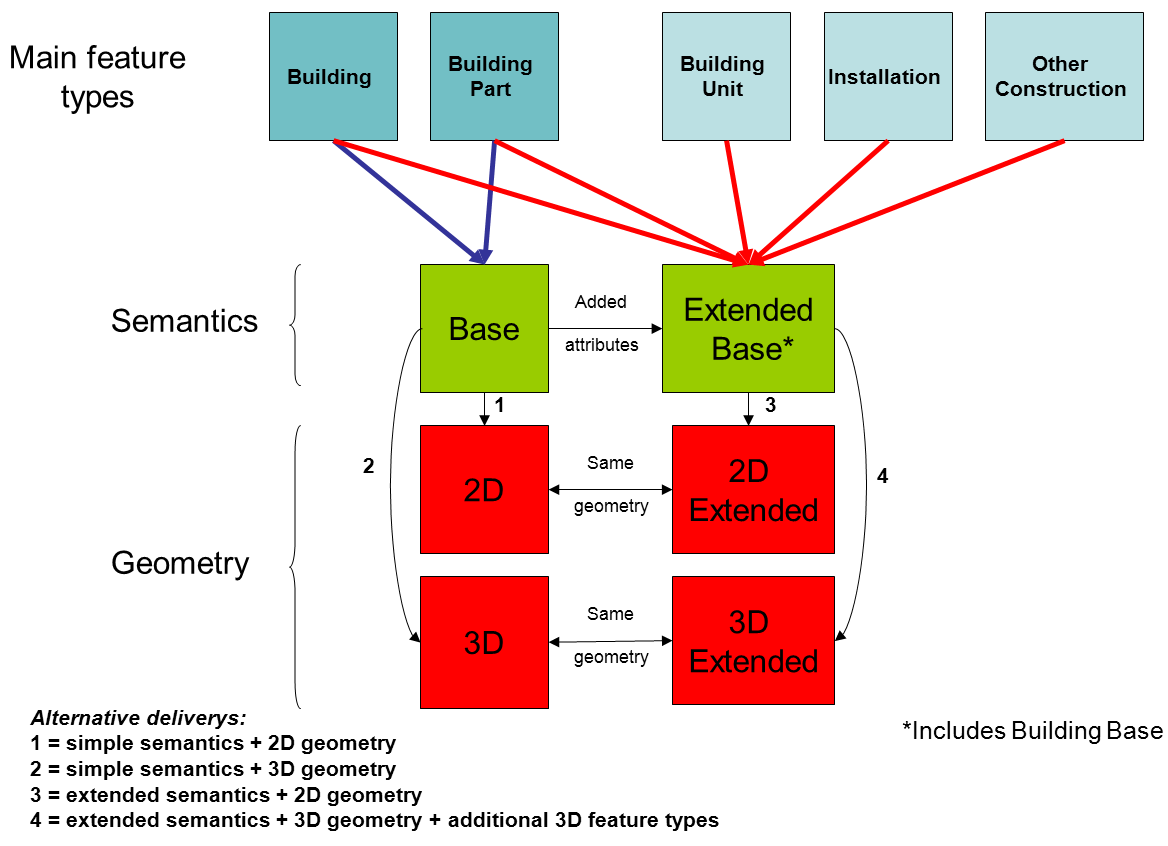 Main feature
types
Building
Building
Part
Building
Unit
Installation
Other
Construction
Semantics
Base
Added
attributes
Extended
Base*
1
3
2
4
2D
Same
geometry
2D
Extended
Geometry
3D
Same
geometry
3D
Extended
Alternative deliverys:
1 = simple semantics + 2D geometry
2 = simple semantics + 3D geometry
3 = extended semantics + 2D geometry
4 = extended semantics + 3D geometry + additional 3D feature types
*Includes Building Base